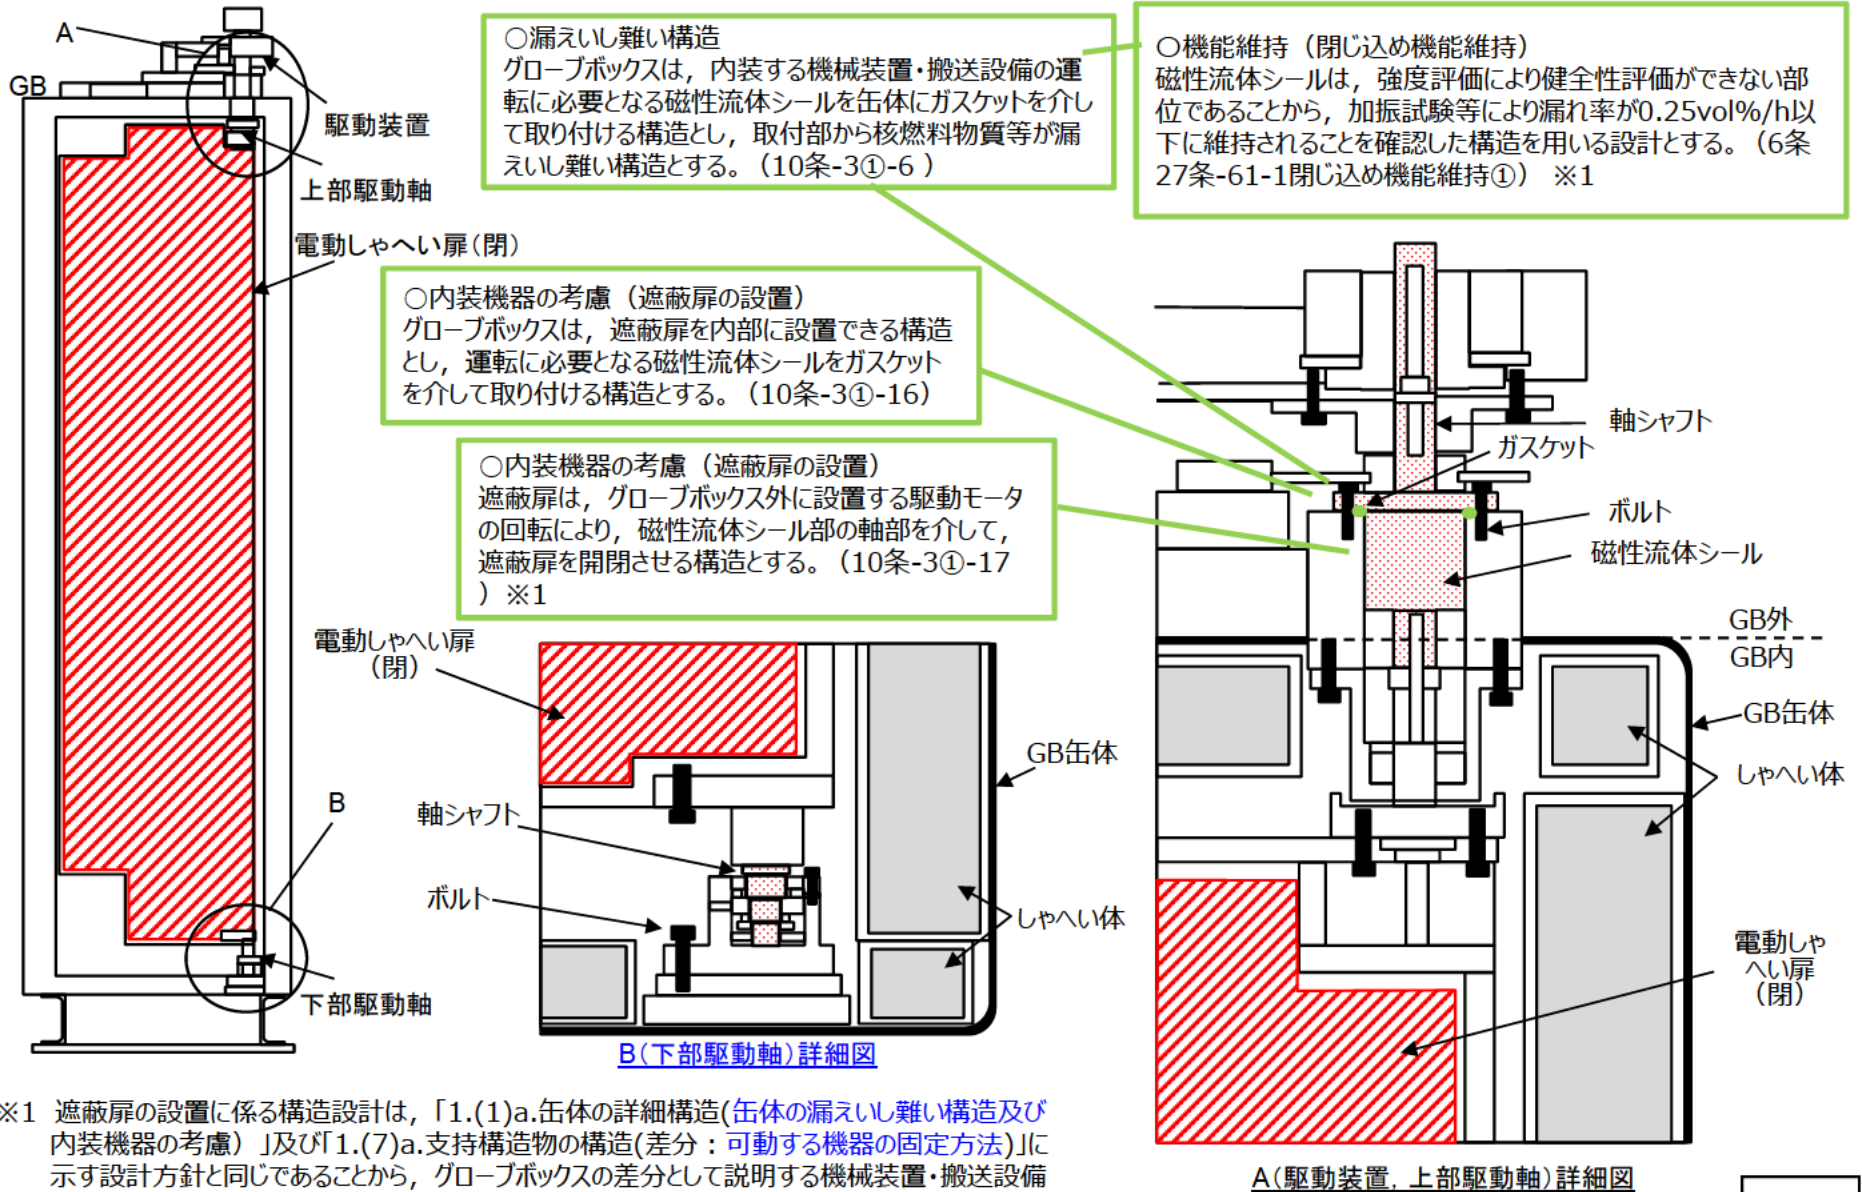 A
GB
駆動装置
上部駆動軸
電動しゃへい扉（閉）
B
下部駆動軸
○漏えいし難い構造
グローブボックスは，内装する機械装置・搬送設備の運
転に必要となる磁性流体シールを缶体にガスケットを介し
て取り付ける構造とし，取付部から核燃料物質等が漏
えいし難い構造とする。（10条-3①-6 ）
○機能維持（閉じ込め機能維持）
磁性流体シールは，強度評価により健全性評価ができない部
位であることから，加振試験等により漏れ率が0.25vol%/h以
下に維持されることを確認した構造を用いる設計とする。（6条
27条-61-1閉じ込め機能維持①） ※1
○内装機器の考慮（遮蔽扉の設置）
グローブボックスは，遮蔽扉を内部に設置できる構造
とし，運転に必要となる磁性流体シールをガスケット
を介して取り付ける構造とする。（10条-3①-16）
○内装機器の考慮（遮蔽扉の設置）
遮蔽扉は，グローブボックス外に設置する駆動モータ
の回転により，磁性流体シール部の軸部を介して，
遮蔽扉を開閉させる構造とする。（10条-3①-17
）※1
電動しゃへい扉
（閉）
GB缶体
軸シャフト
ボルト
しゃへい体
B（下部駆動軸）詳細図
軸シャフト
ガスケット
ボルト
磁性流体シール
GB外
GB内
GB缶体
しゃへい体
電動しゃ
へい扉
（閉）
A（駆動装置，上部駆動軸）詳細図
※1 遮蔽扉の設置に係る構造設計は，「1.(1)a.缶体の詳細構造(缶体の漏えいし難い構造及び
内装機器の考慮）」及び「1.(7)a.支持構造物の構造(差分：可動する機器の固定方法)」に
示す設計方針と同じであることから，グローブボックスの差分として説明する機械装置・搬送設備